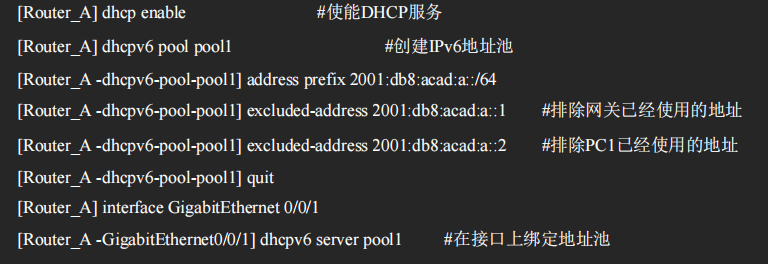 [Router_A] dhcp enable #使能DHCP服务
[Router_A] dhcpv6 pool pool1 #创建IPv6地址池
[Router_A -dhcpv6-pool-pool1] address prefix 2001:db8:acad:a::/64
[Router_A -dhcpv6-pool-pool1] excluded-address 2001:db8:acad:a::1 #排除网关已经使用的地址
[Router_A -dhcpv6-pool-pool1] excluded-address 2001:db8:acad:a::2 #排除PC1已经使用的地址
[Router_A -dhcpv6-pool-pool1] quit
[Router_A] interface GigabitEthernet 0/0/1
[Router_A -GigabitEthernet0/0/1] dhcpv6 server pool1 #在接口上绑定地址池